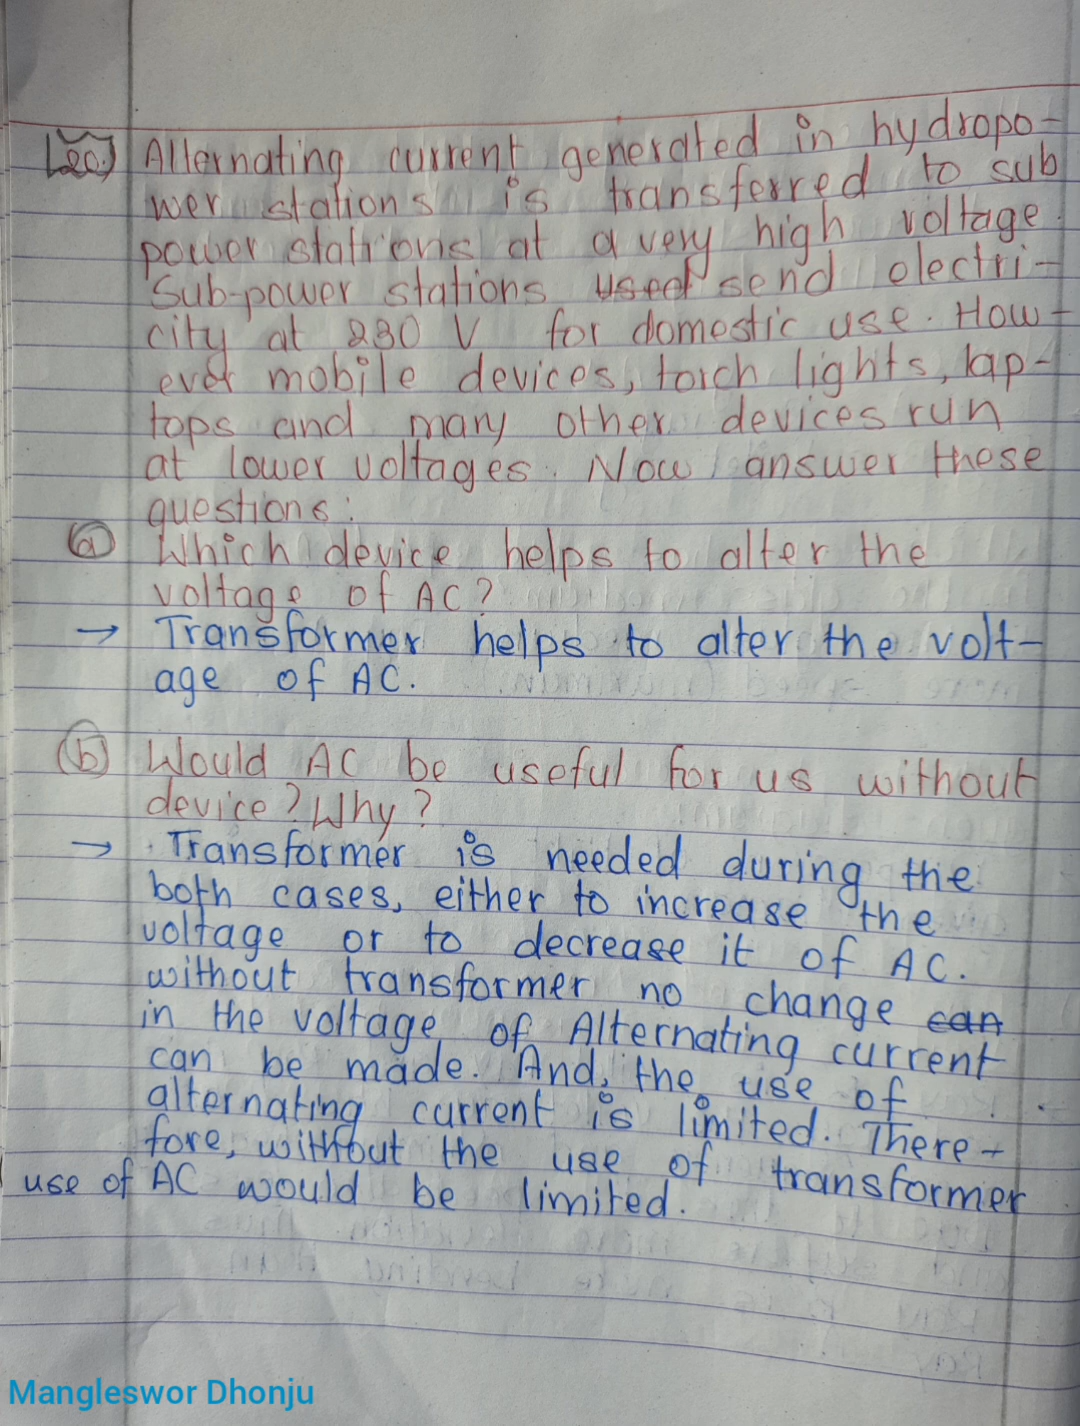 20.) Alternating current generated in hydropo-
wer stations is transferred to sub
power stations at a very high voltage.
Sub-power stations used send electri-
city at 230 V for domestic use. How-
ever mobile devices, torch lights, lap-
tops and many other devices run
at lower voltages. Now answer these
questions:
(a) Which device helps to alter the
voltage of AC?
→ Transformer helps to alter the volt-
age of AC.
(b) Would AC be useful for us without
device? Why?
→ Transformer is needed during the
both cases, either to increase the
voltage or to decrease it of AC.
without transformer no change can
in the voltage of Alternating current
can be made. And, the use of
alternating current is limited. There-
fore, without the use of transformer
use of AC would be limited.
Mangleswor Dhonju